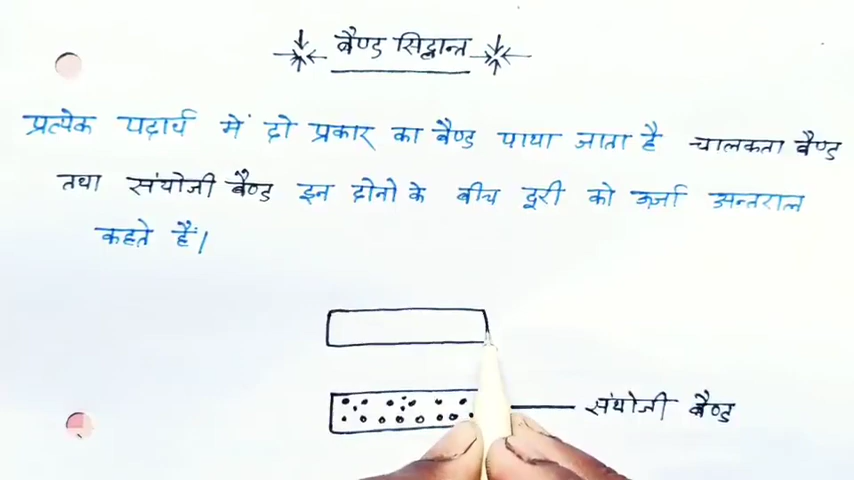 बैण्ड सिद्धान्त
प्रत्येक पदार्थ में दो प्रकार का बैण्ड पाया जाता है चालकता बैण्ड
तथा संयोजी बैण्ड इन दोनो के बीच दूरी को ऊर्जा अन्तराल
कहते हैं।
संयोजी बैण्ड